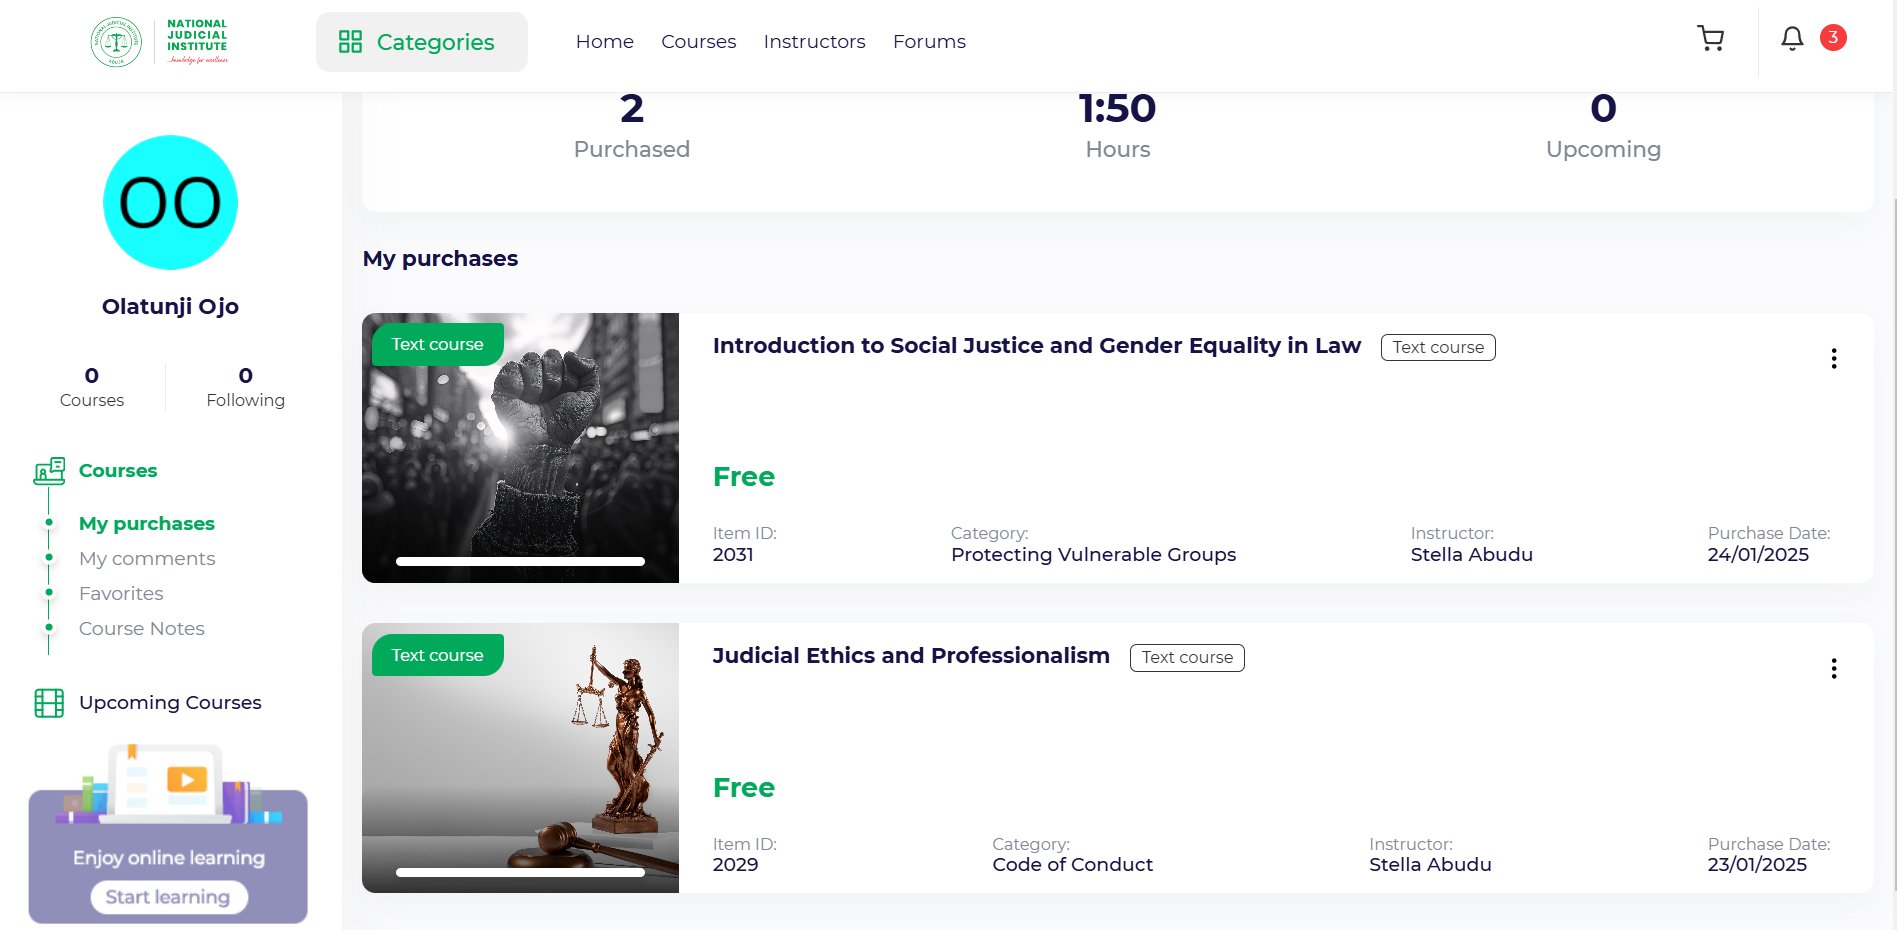 NATIONAL
JUDICIAL
INSTITUTE
...knowledge for excellence
Categories
Home
Courses
Instructors
Forums
3
OO
Olatunji Ojo
0
Courses
0
Following
Courses
My purchases
My comments
Favorites
Course Notes
Upcoming Courses
Enjoy online learning
Start learning
2
Purchased
1:50
Hours
0
Upcoming
My purchases
Text course
Introduction to Social Justice and Gender Equality in Law
Text course
Free
Item ID:
2031
Category:
Protecting Vulnerable Groups
Instructor:
Stella Abudu
Purchase Date:
24/01/2025
Text course
Judicial Ethics and Professionalism
Text course
Free
Item ID:
2029
Category:
Code of Conduct
Instructor:
Stella Abudu
Purchase Date:
23/01/2025